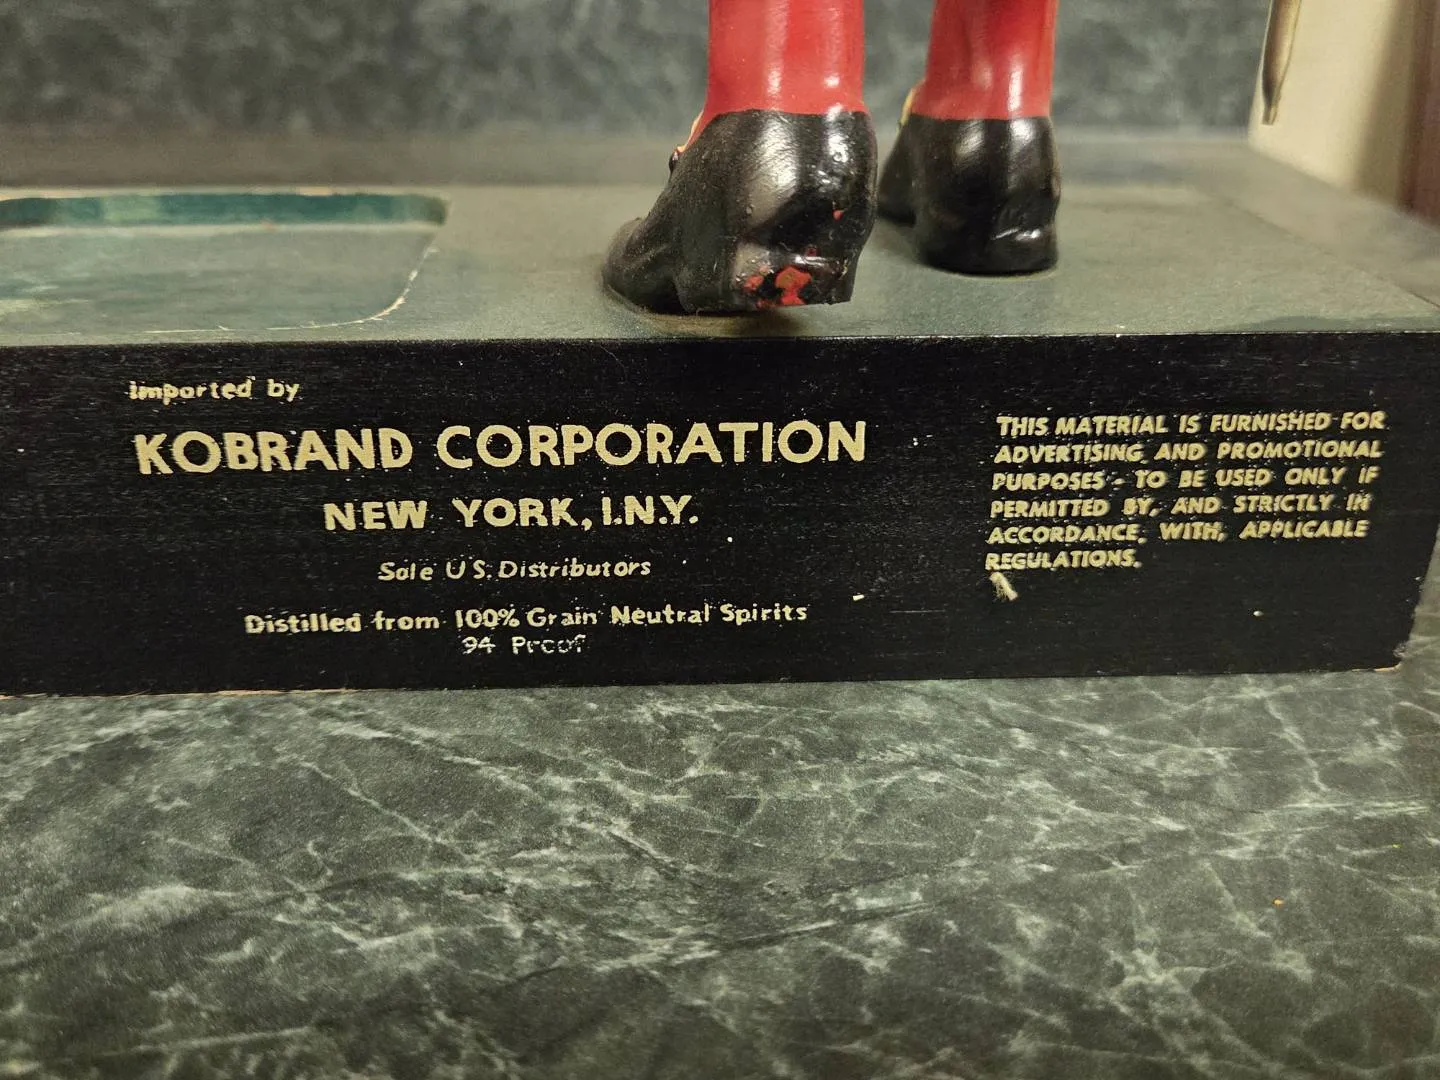 imported by
KOBRAND CORPORATION
NEW YORK, I.N.Y.
Sole U.S. Distributors
Distilled from 100% Grain Neutral Spirits
94 Proof
THIS MATERIAL IS FURNISHED FOR
ADVERTISING AND PROMOTIONAL
PURPOSES - TO BE USED ONLY IF
PERMITTED BY, AND STRICTLY IN
ACCORDANCE, WITH, APPLICABLE
REGULATIONS.